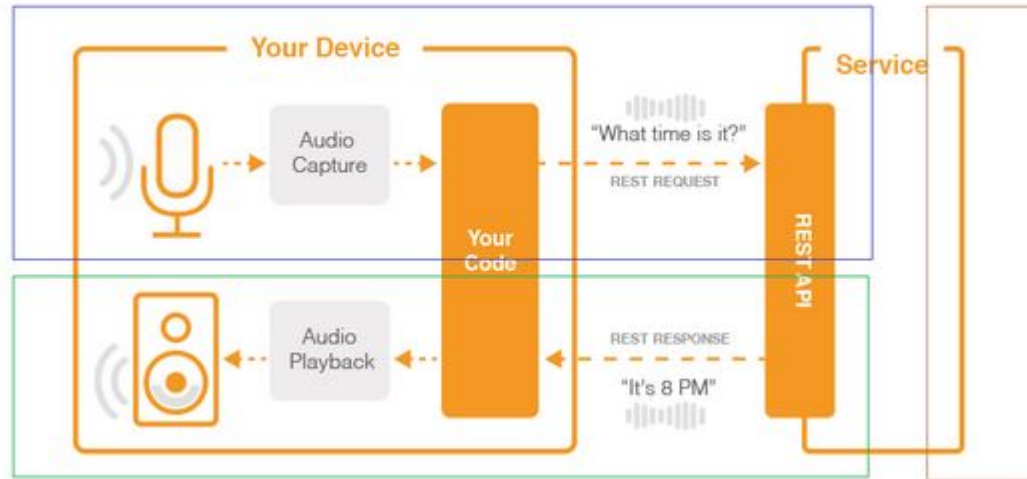 Your Device
Service
Audio
Capture
"What time is it?"
REST REQUEST
Your
Code
REST API
Audio
Playback
REST RESPONSE
"It's 8 PM"